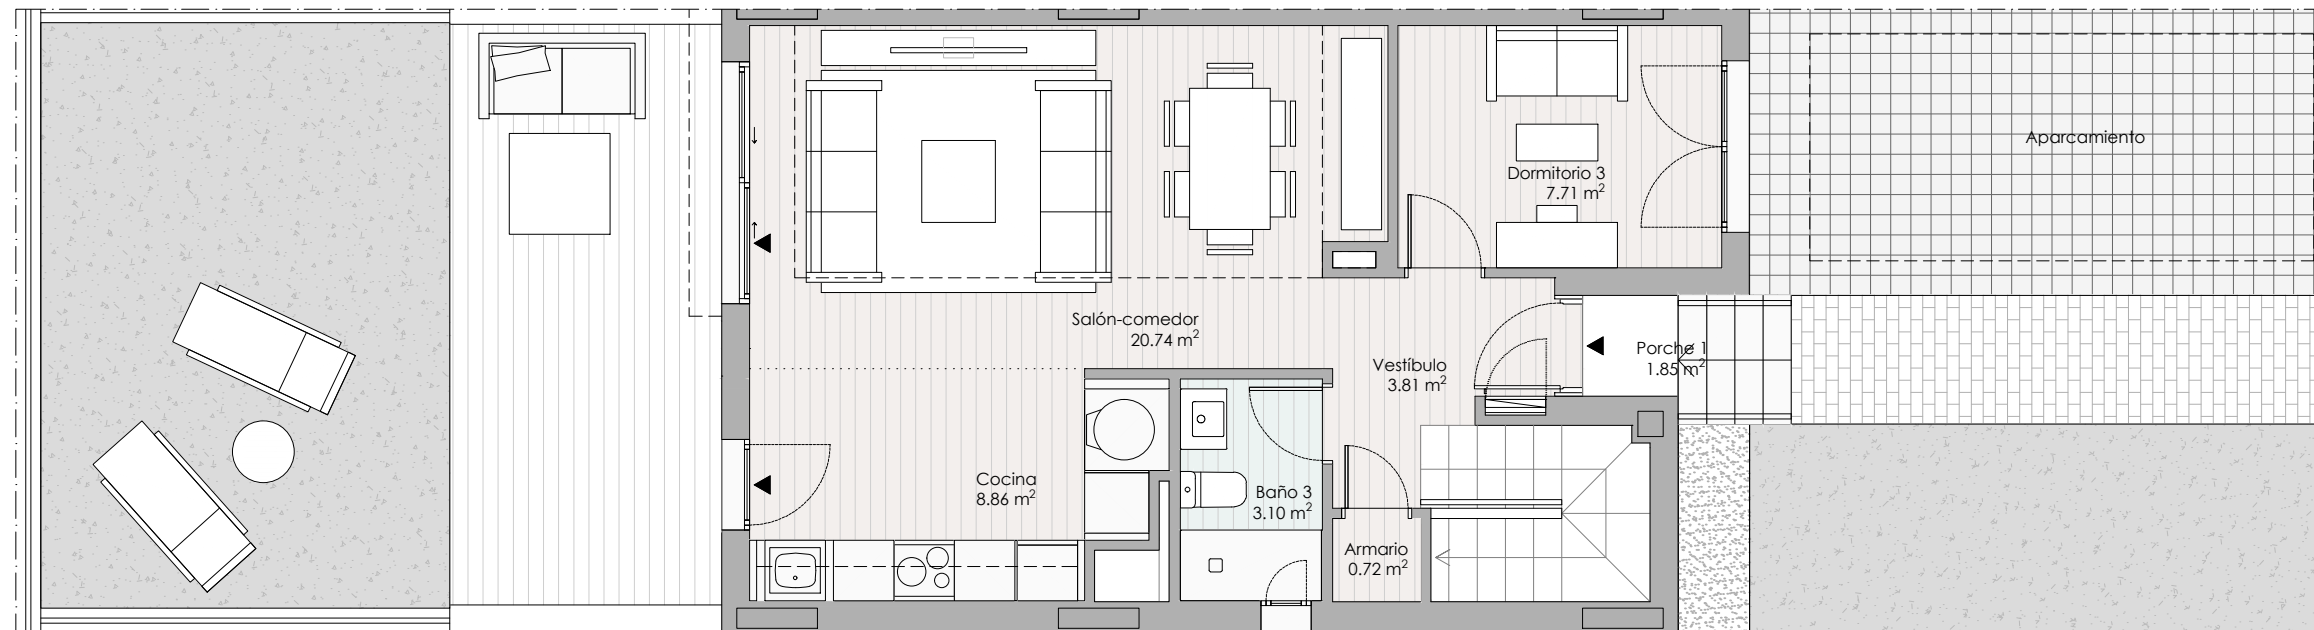 Aparcamiento
Dormitorio 3
7.71 m²
Salón-comedor
20.74 m²
Vestíbulo
3.81 m²
Porche 1
1.85 m²
Cocina
8.86 m²
Baño 3
3.10 m²
Armario
0.72 m²